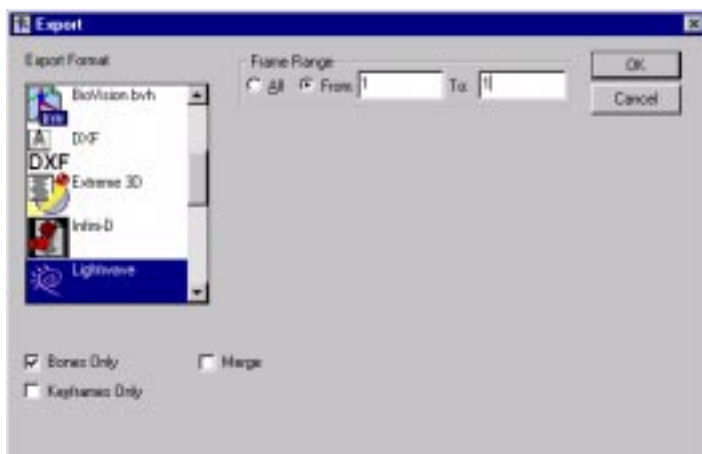 Export
Export Format
BioVision bvh
bvh
A
DXF
DXF
Extreme 3D
Infini-D
Lightwave
Frame Range
All
From: 1
To: 1
OK
Cancel
Bones Only
Merge
Keyframes Only